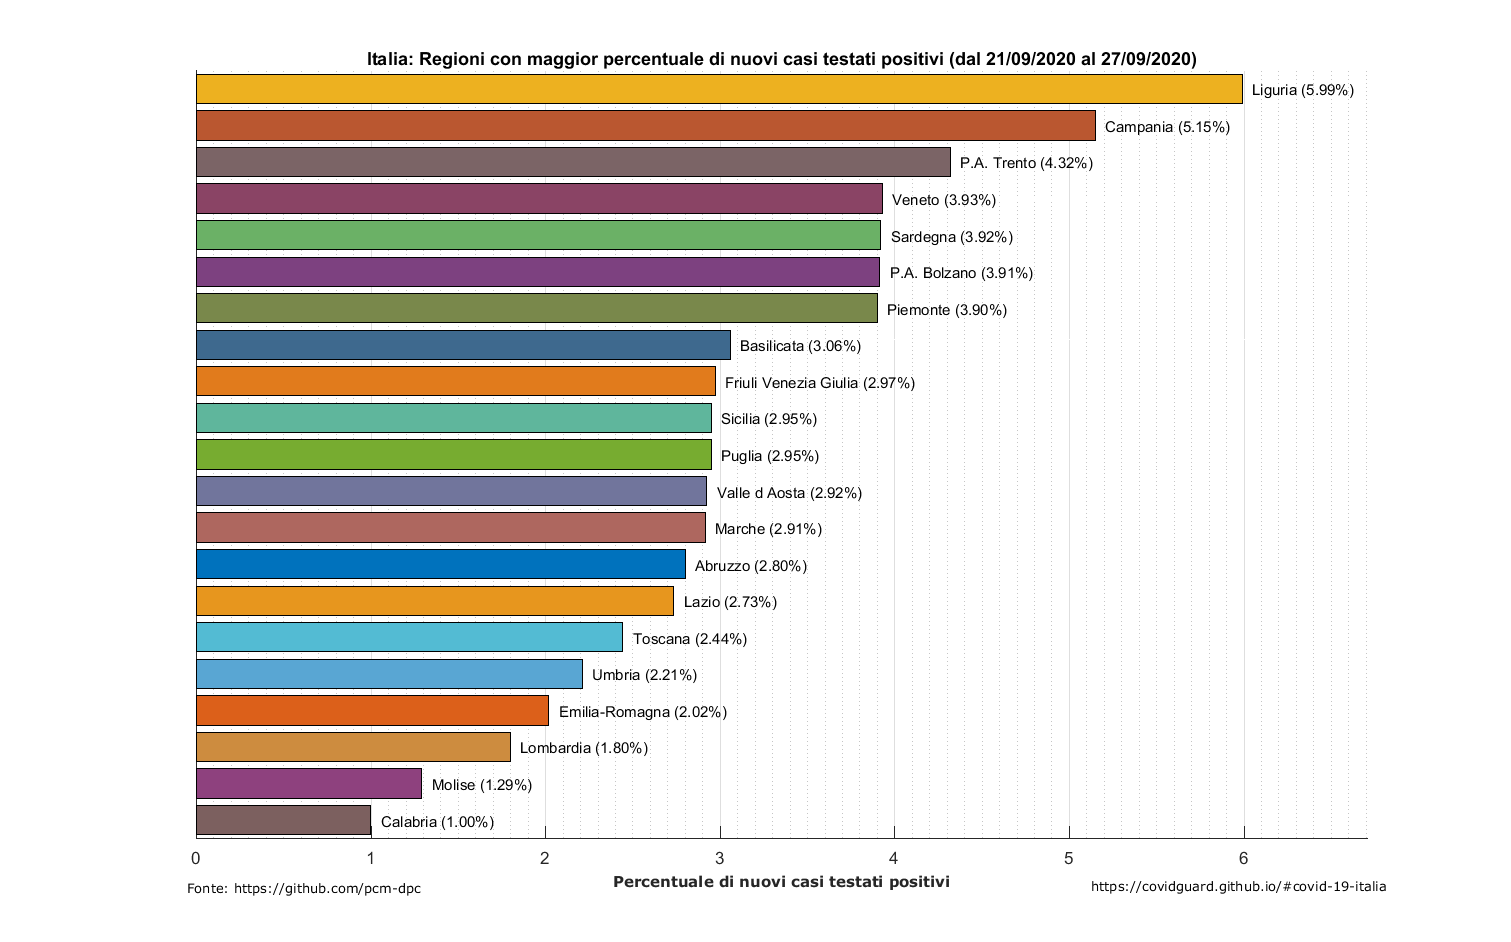 Italia: Regioni con maggior percentuale di nuovi casi testati positivi (dal 21/09/2020 al 27/09/2020)
Liguria (5.99%)
Campania (5.15%)
P.A. Trento (4.32%)
Veneto (3.93%)
Sardegna (3.92%)
P.A. Bolzano (3.91%)
Piemonte (3.90%)
Basilicata (3.06%)
Friuli Venezia Giulia (2.97%)
Sicilia (2.95%)
Puglia (2.95%)
Valle d Aosta (2.92%)
Marche (2.91%)
Abruzzo (2.80%)
Lazio (2.73%)
Toscana (2.44%)
Umbria (2.21%)
Emilia-Romagna (2.02%)
Lombardia (1.80%)
Molise (1.29%)
Calabria (1.00%)
0 1 2 3 4 5 6
Percentuale di nuovi casi testati positivi
Fonte: https://github.com/pcm-dpc
https://covidguard.github.io/#covid-19-italia